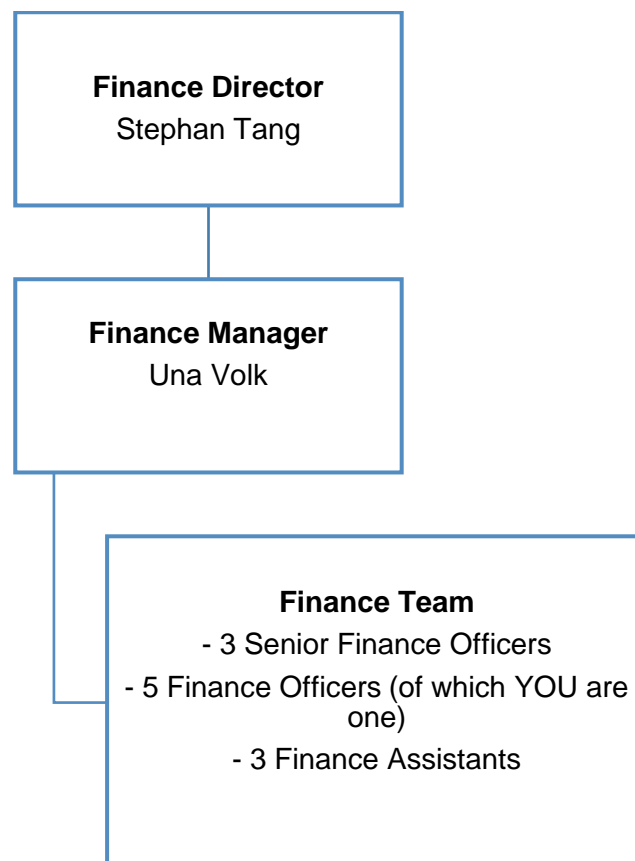 Finance Director
Stephan Tang
Finance Manager
Una Volk
Finance Team
- 3 Senior Finance Officers
- 5 Finance Officers (of which YOU are
one)
- 3 Finance Assistants